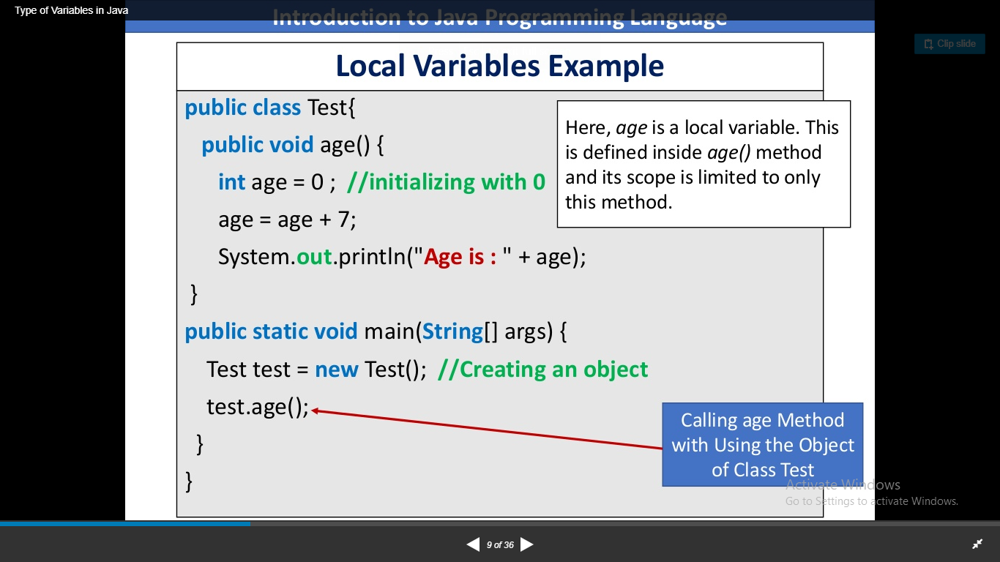 Type of Variables in Java
Introduction to Java Programming Language
Clip slide
Local Variables Example
public class Test{
public void age() {
int age = 0 ; //initializing with 0
age = age + 7;
System.out.println("Age is : " + age);
}
public static void main(String[] args) {
Test test = new Test(); //Creating an object
test.age();
}
}
Here, age is a local variable. This
is defined inside age() method
and its scope is limited to only
this method.
Calling age Method
with Using the Object
of Class Test
Activate Windows
Go to Settings to activate Windows.
9 of 36